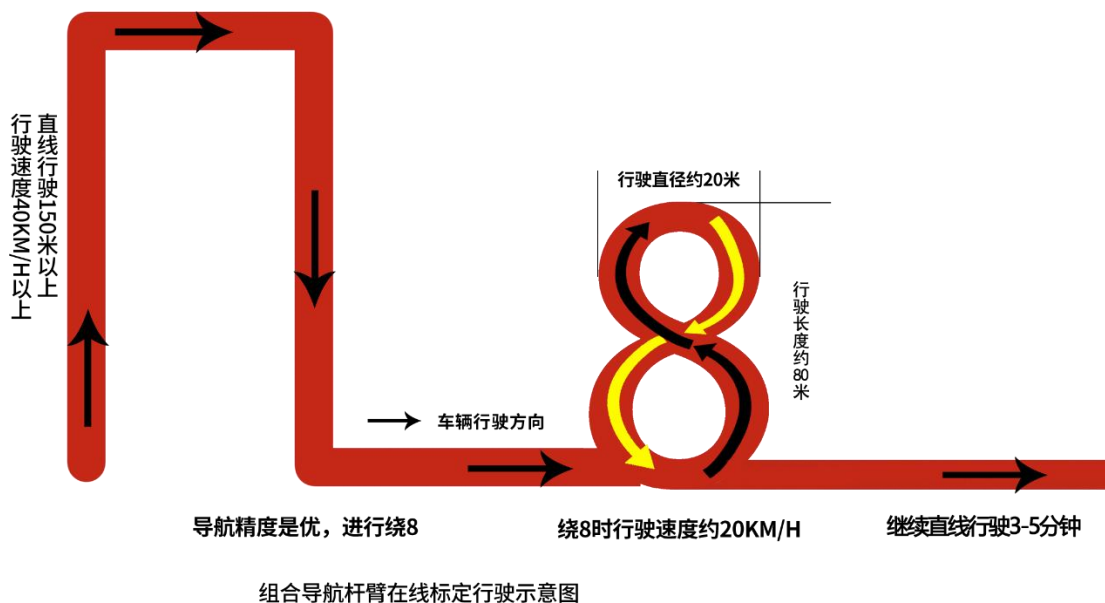 直线行驶150米以上
行驶速度40KM/H以上
行驶直径约20米
行驶长度约80米
车辆行驶方向
导航精度是优，进行绕8
绕8时行驶速度约20KM/H
继续直线行驶3-5分钟
组合导航杆臂在线标定行驶示意图